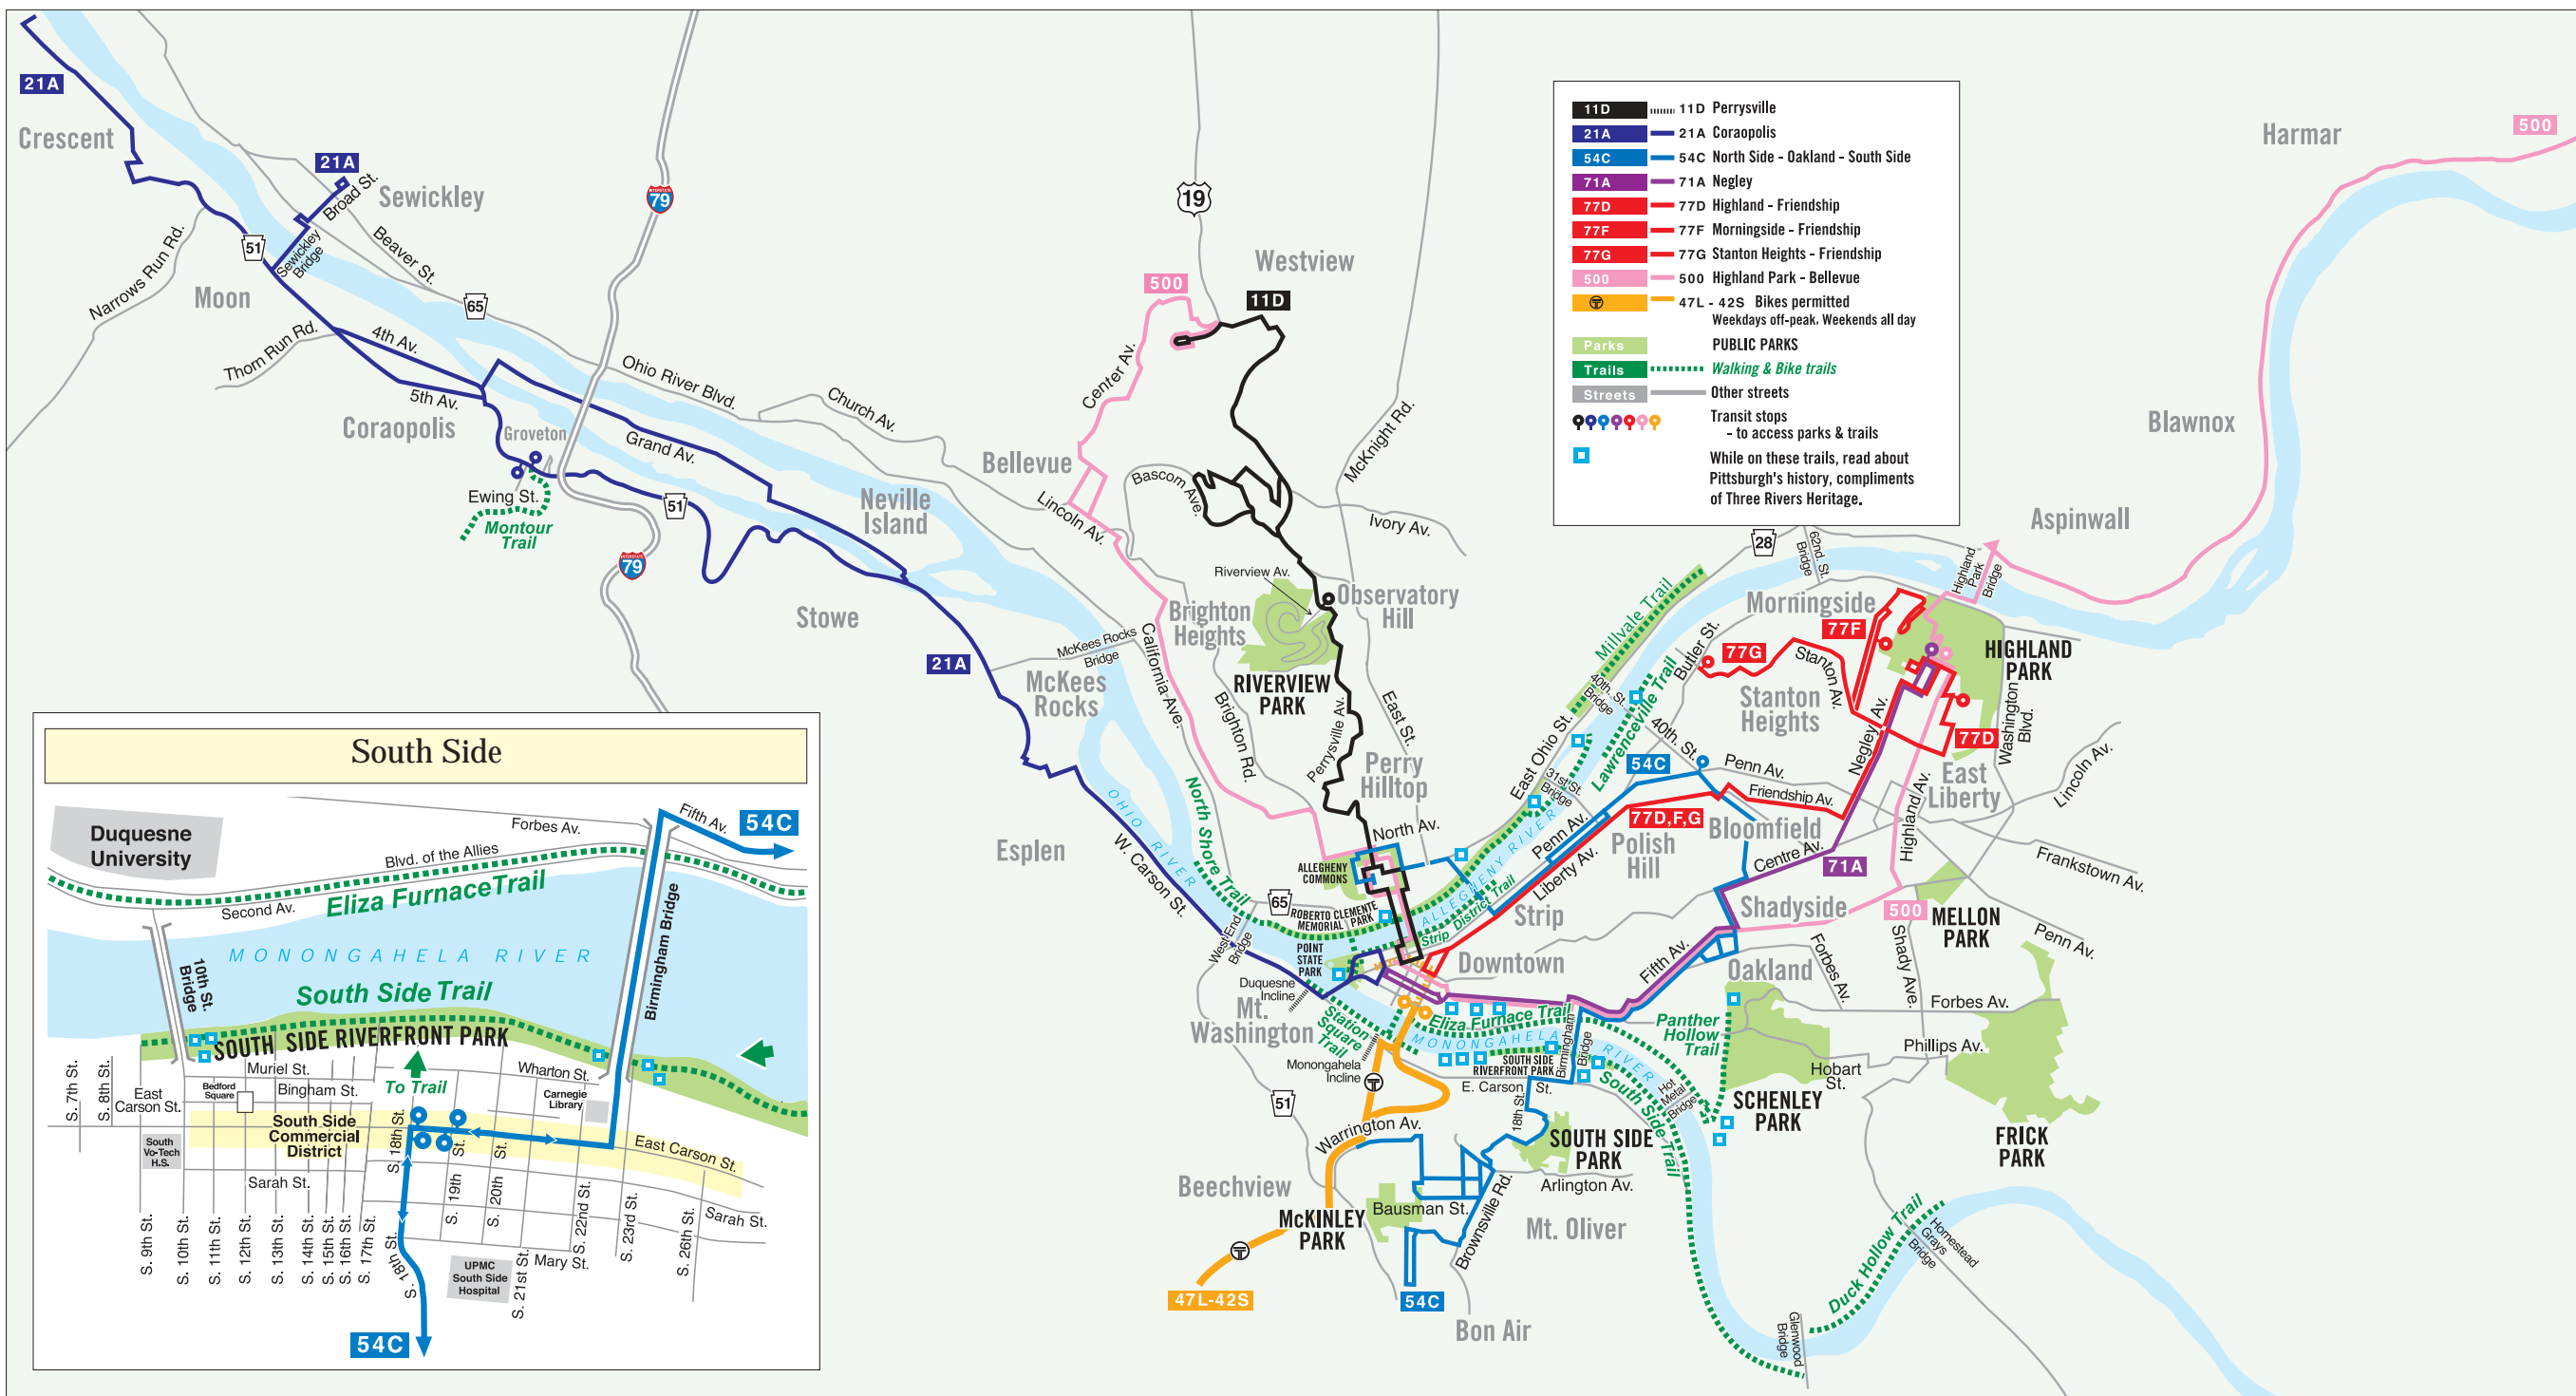 21A
Crescent
21A
Broad St.
Sewickley
79
19
Westview
500
11D
Harmar
500
51
Sewickley
Bridge
Beaver St.
Narrows Run Rd.
Moon
65
Thorn Run Rd.
4th Av.
5th Av.
Coraopolis
Groveton
Ohio River Blvd.
Church Av.
Grand Av.
51
Ewing St.
Montour
Trail
79
Neville
Island
Stowe
21A
Center Av.
Bellevue
Lincoln Av.
Bascom Ave.
McKnight Rd.
Ivory Av.
Riverview Av.
Observatory
Hill
Brighton
Heights
RIVERVIEW
PARK
McKees Rocks
Bridge
McKees
Rocks
California Ave.
Brighton Rd.
Perrysville Av.
East St.
Perry
Hilltop
North Av.
Esplen
OHIO RIVER
W. Carson St.
North Shore Trail
65
West End
Bridge
ALLEGHENY
COMMONS
ROBERTO CLEMENTE
MEMORIAL PARK
POINT
STATE
PARK
Duquesne
Incline
Mt.
Washington
Station
Square
Trail
Monongahela
Incline
51
Warrington Av.
Beechview
McKINLEY
PARK
47L-42S
Bausman St.
54C
Brownsville Rd.
Bon Air
Mt. Oliver
Arlington Av.
SOUTH SIDE
PARK
18th St.
E. Carson St.
SOUTH SIDE
RIVERFRONT PARK
Birmingham
Bridge
MONONGAHELA RIVER
Eliza Furnace Trail
South Side Trail
Hot
Metal
Bridge
Downtown
Strip
Strip District Trail
ALLEGHENY RIVER
East Ohio St.
31st St.
Bridge
Lawrenceville Trail
Millvale Trail
40th. St.
Bridge
40th. St.
Butler St.
28
62nd. St.
Bridge
Highland
Park
Bridge
Aspinwall
Blawnox
Morningside
77F
77G
Stanton Av.
Stanton
Heights
HIGHLAND
PARK
Washington
Blvd.
77D
Negley Av.
East
Liberty
Highland Av.
Lincoln Av.
54C
Penn Av.
Friendship Av.
77D,F,G
Penn Av.
Liberty Av.
Polish
Hill
Bloomfield
Centre Av.
71A
Shadyside
500
MELLON
PARK
Frankstown Av.
Penn Av.
Fifth Av.
Oakland
Forbes Av.
Shady Ave.
Forbes Av.
Phillips Av.
Panther
Hollow
Trail
Hobart
St.
SCHENLEY
PARK
FRICK
PARK
Duck Hollow Trail
Homestead
Grays
Bridge
Glenwood
Bridge
11D 11D Perrysville
21A 21A Coraopolis
54C 54C North Side - Oakland - South Side
71A 71A Negley
77D 77D Highland - Friendship
77F 77F Morningside - Friendship
77G 77G Stanton Heights - Friendship
500 500 Highland Park - Bellevue
T 47L - 42S Bikes permitted
Weekdays off-peak, Weekends all day
Parks PUBLIC PARKS
Trails Walking & Bike trails
Streets Other streets
Transit stops
- to access parks & trails
While on these trails, read about
Pittsburgh's history, compliments
of Three Rivers Heritage.
South Side
Duquesne
University
Forbes Av.
Fifth Av.
54C
Blvd. of the Allies
Eliza Furnace Trail
Second Av.
MONONGAHELA RIVER
10th St.
Bridge
Birmingham Bridge
South Side Trail
SOUTH SIDE RIVERFRONT PARK
Muriel St.
Wharton St.
To Trail
Bedford
Square
Bingham St.
Carnegie
Library
S. 7th St.
S. 8th St.
East
Carson St.
South Side
Commercial
District
South
Vo-Tech
H.S.
East Carson St.
Sarah St.
Sarah St.
S. 18th St.
S. 19th St.
S. 20th St.
S. 9th St.
S. 10th St.
S. 11th St.
S. 12th St.
S. 13th St.
S. 14th St.
S. 15th St.
S. 16th St.
S. 17th St.
S. 18th St.
S. 21st St.
S. 22nd St.
S. 23rd St.
S. 26th St.
Mary St.
UPMC
South Side
Hospital
54C